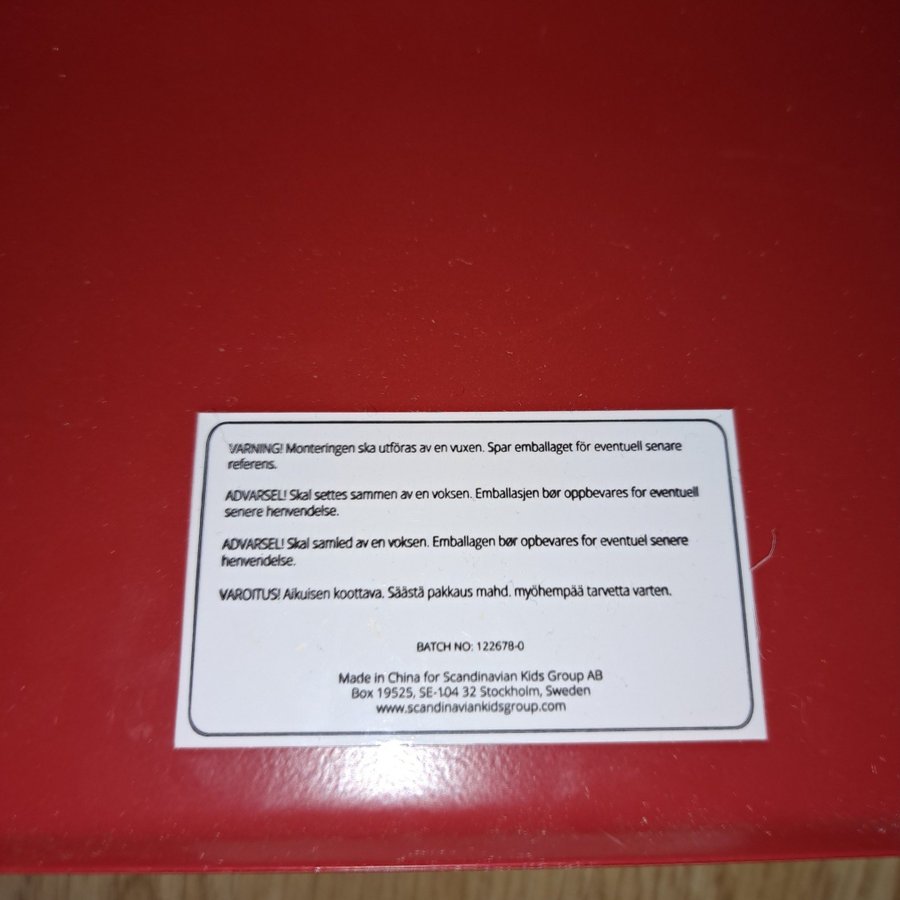 VARNING! Monteringen ska utföras av en vuxen. Spar emballaget för eventuell senare
referens.
ADVARSEL! Skal settes sammen av en voksen. Emballasjen bør oppbevares for eventuell
senere henvendelse.
ADVARSEL! Skal samled av en voksen. Emballagen bør opbevares for eventuel senere
henvendelse.
VAROITUS! Aikuisen koottava. Säästä pakkaus mahd. myöhempää tarvetta varten.
BATCH NO: 122678-0
Made in China for Scandinavian Kids Group AB
Box 19525, SE-104 32 Stockholm, Sweden
www.scandinaviankidsgroup.com